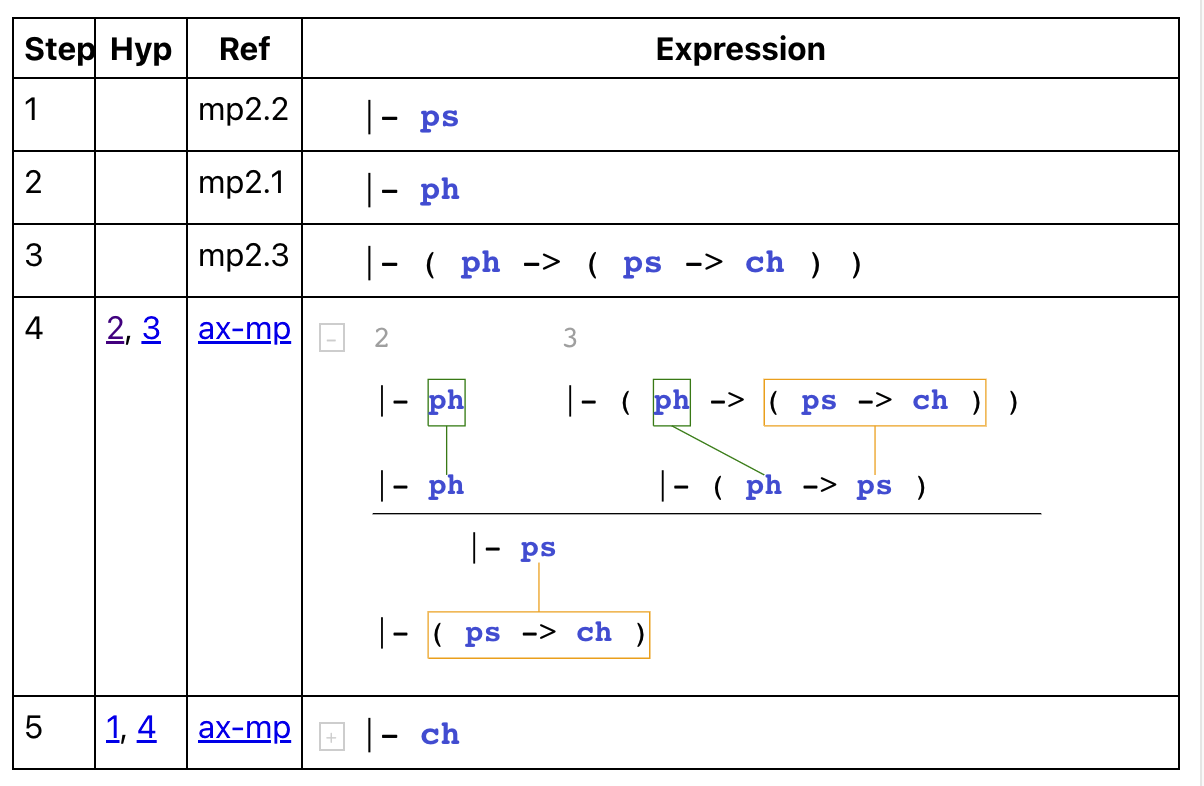 Step Hyp Ref Expression
1 mp2.2 |- ps
2 mp2.1 |- ph
3 mp2.3 |- ( ph -> ( ps -> ch ) )
4 2, 3 ax-mp - 2 3
|- ph |- ( ph -> ( ps -> ch ) )
|- ph |- ( ph -> ps )
|- ps
|- ( ps -> ch )
5 1, 4 ax-mp + |- ch